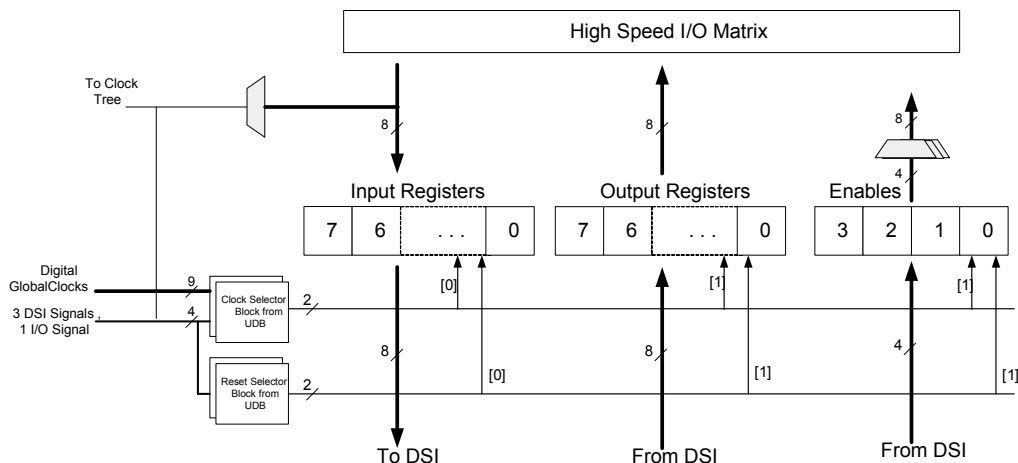 High Speed I/O Matrix
To Clock
Tree
8
8
8
4
Input Registers
Output Registers
Enables
7 6 . . . 0
7 6 . . . 0
3 2 1 0
Digital
GlobalClocks
9
3 DSI Signals ,
1 I/O Signal
4
Clock Selector
Block from
UDB
2
[0]
[1]
[1]
8
8
4
Reset Selector
Block from
UDB
2
[0]
[1]
[1]
To DSI
From DSI
From DSI